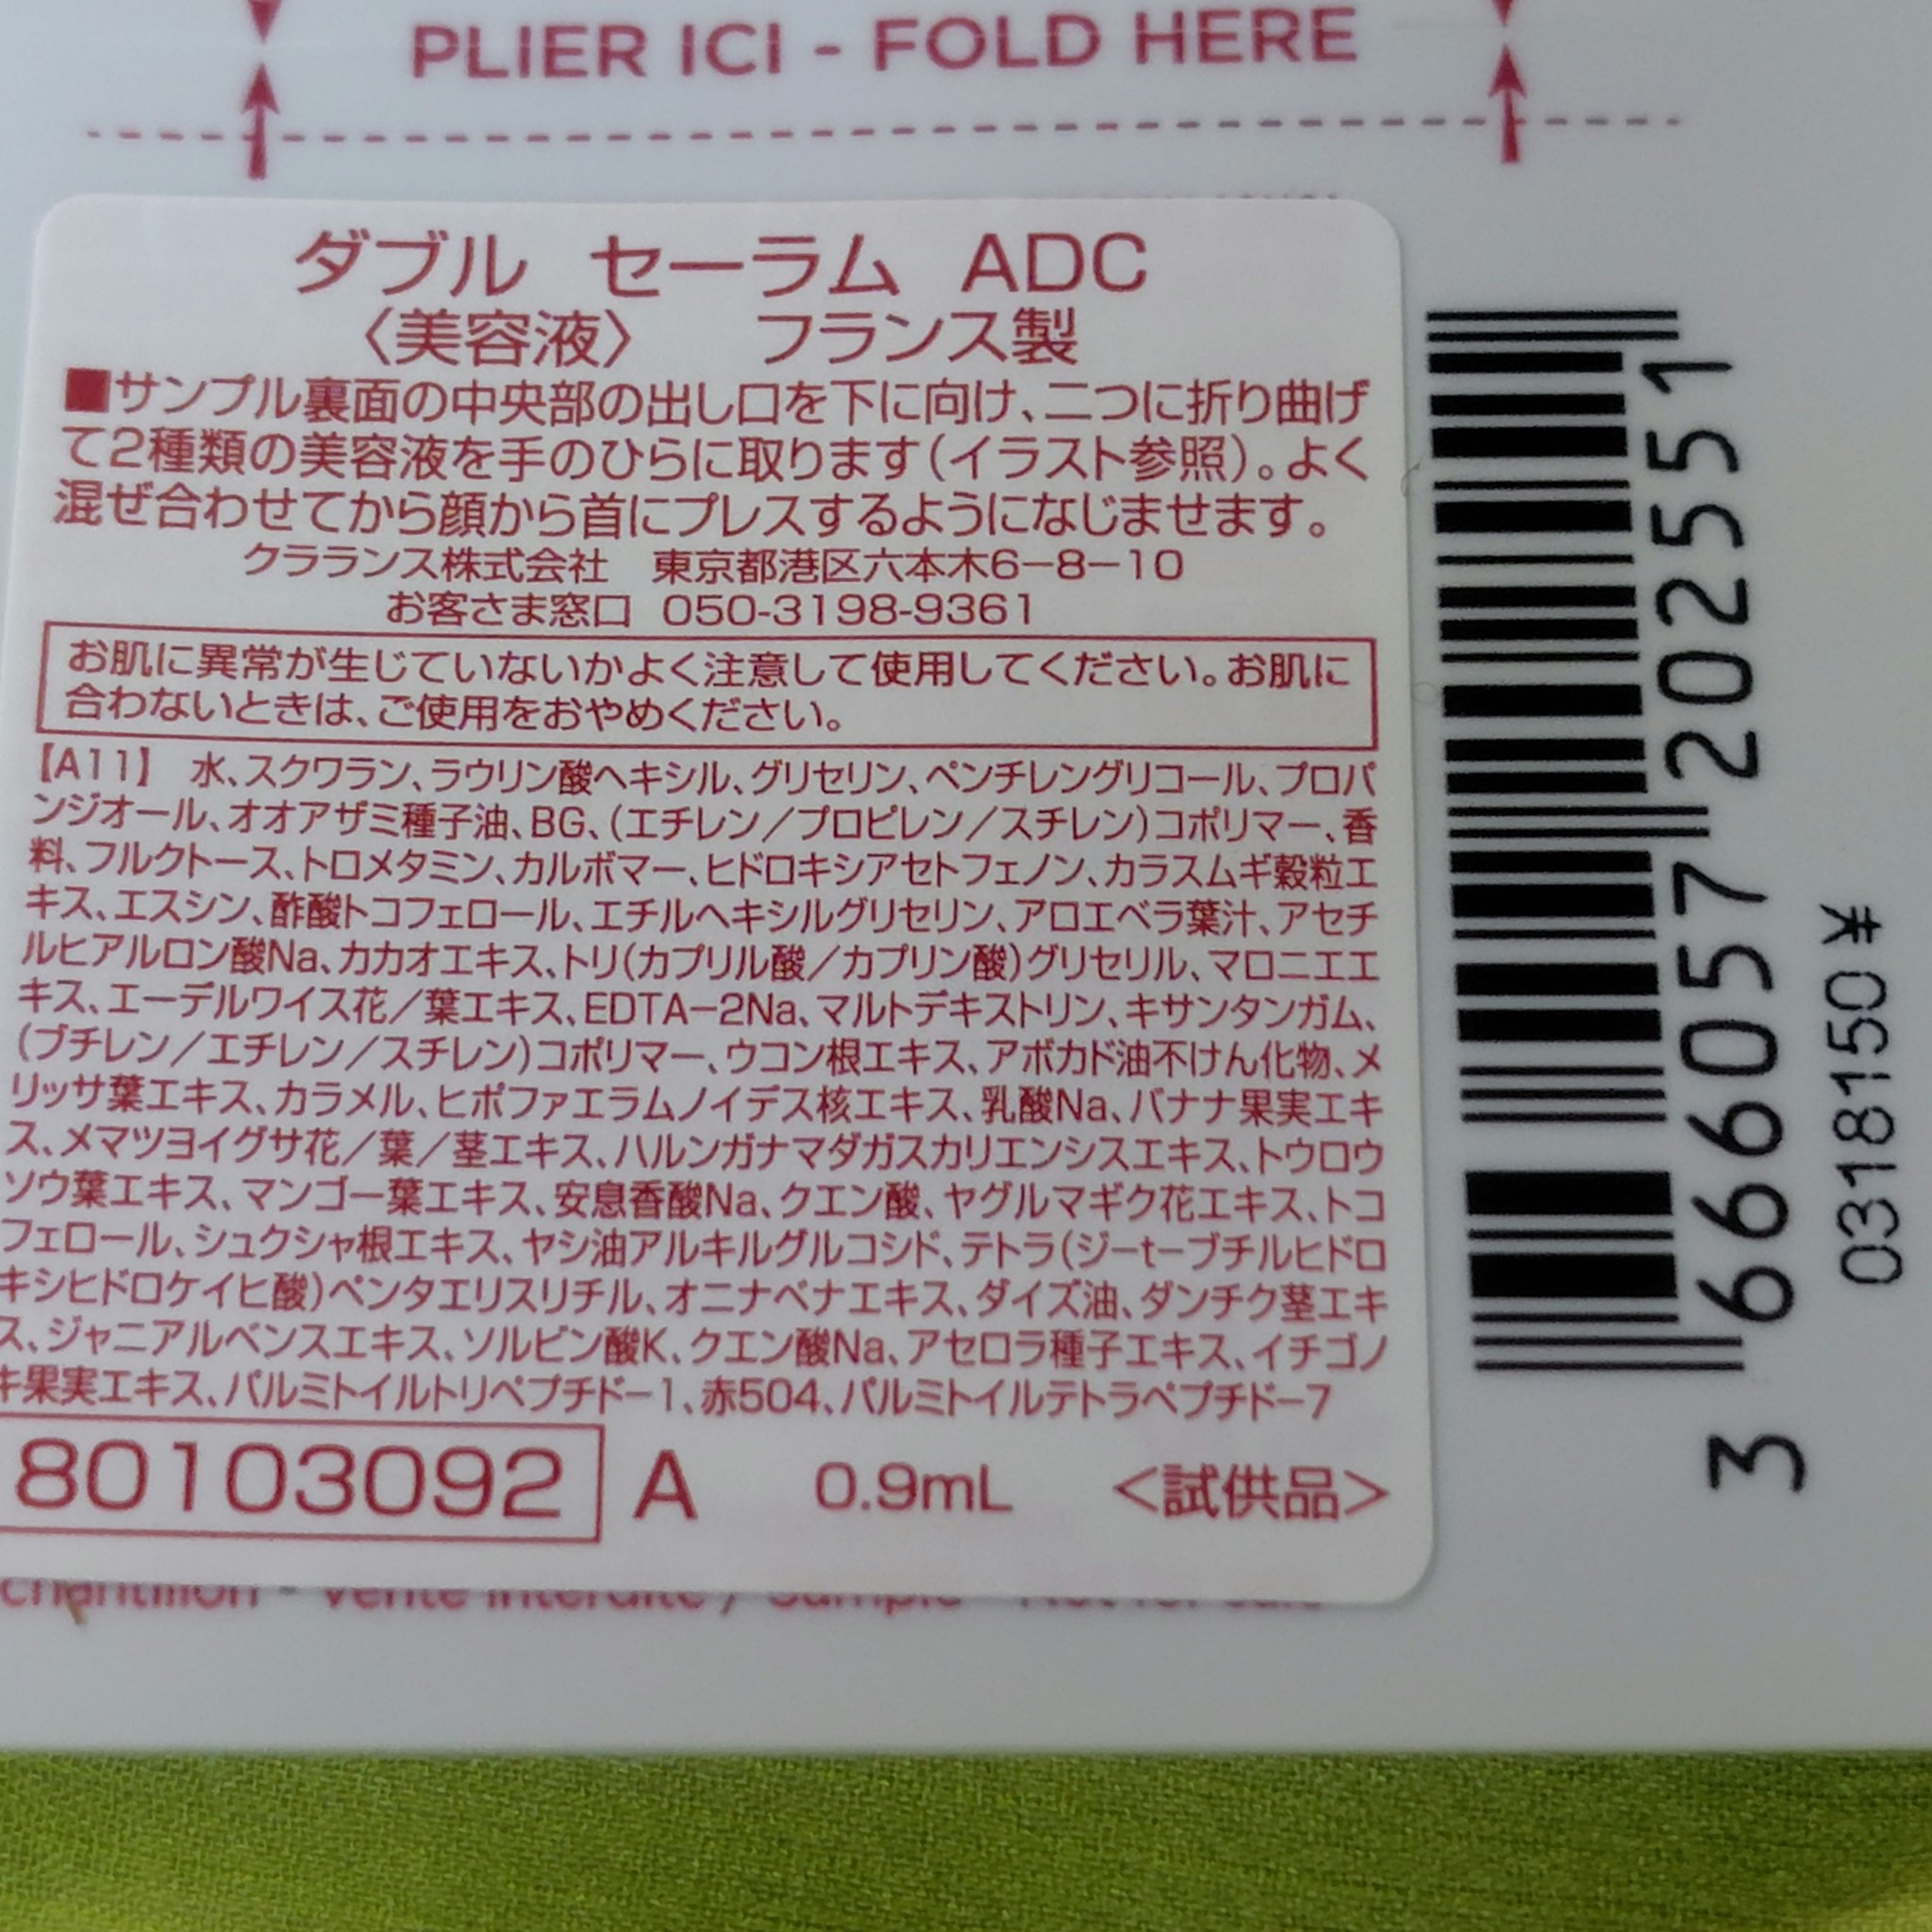 PLIER ICI - FOLD HERE
ダブル セーラム ADC
〈美容液〉 フランス製
■サンプル裏面の中央部の出し口を下に向け、二つに折り曲げ
て2種類の美容液を手のひらに取ります(イラスト参照)。よく
混ぜ合わせてから顔から首にプレスするようになじませます。
クラランス株式会社 東京都港区六本木6−8−10
お客さま窓口 050-3198-9361
お肌に異常が生じていないかよく注意して使用してください。お肌に
合わないときは、ご使用をおやめください。
【A11】 水、スクワラン、ラウリン酸ヘキシル、グリセリン、ペンチレングリコール、プロパ
ンジオール、オオアザミ種子油、BG、(エチレン/プロピレン/スチレン)コポリマー、香
料、フルクトース、トロメタミン、カルボマー、ヒドロキシアセトフェノン、カラスムギ穀粒エ
キス、エスシン、酢酸トコフェロール、エチルヘキシルグリセリン、アロエベラ葉汁、アセチ
ルヒアルロン酸Na、カカオエキス、トリ(カプリル酸/カプリン酸)グリセリル、マロニエエ
キス、エーデルワイス花/葉エキス、EDTA−2Na、マルトデキストリン、キサンタンガム、
(ブチレン/エチレン/スチレン)コポリマー、ウコン根エキス、アボカド油不けん化物、メ
リッサ葉エキス、カラメル、ヒポファエラムノイデス核エキス、乳酸Na、バナナ果実エキ
ス、メマツヨイグサ花/葉/茎エキス、ハルンガナマダガスカリエンシスエキス、トウロウ
ソウ葉エキス、マンゴー葉エキス、安息香酸Na、クエン酸、ヤグルマギク花エキス、トコ
フェロール、シュクシャ根エキス、ヤシ油アルキルグルコシド、テトラ(ジーtーブチルヒドロ
キシヒドロケイヒ酸)ペンタエリスリチル、オニナベナエキス、ダイズ油、ダンチク茎エキ
ス、ジャニアルベンスエキス、ソルビン酸K、クエン酸Na、アセロラ種子エキス、イチゴノ
キ果実エキス、パルミトイルトリペプチドー1、赤504、パルミトイルテトラペプチドー7
80103092 A 0.9mL <試供品>
3 666057 202551
0318150 ¥